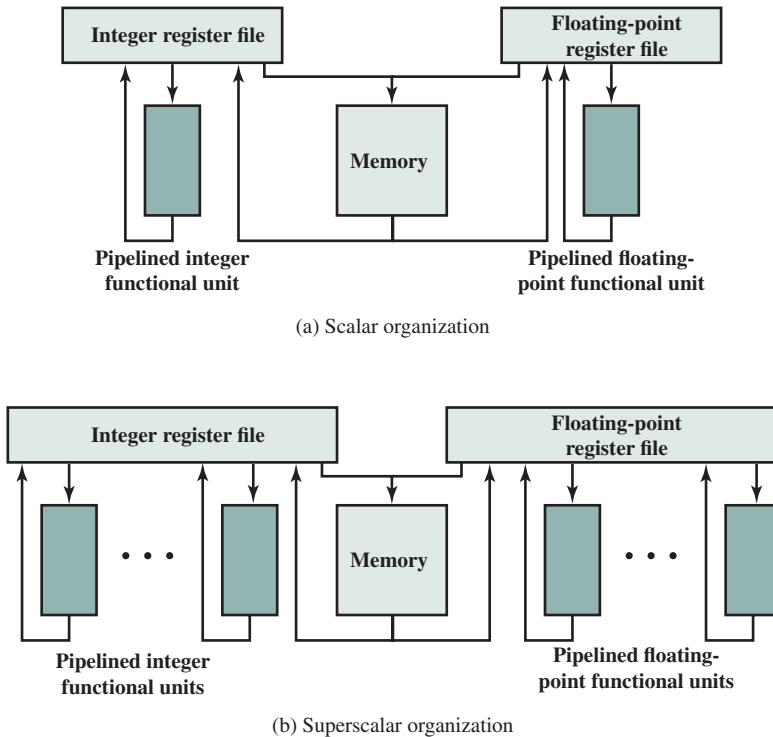 Integer register file
Floating-point
register file
Memory
Pipelined integer
functional unit
Pipelined floating-
point functional unit
(a) Scalar organization
Integer register file
Floating-point
register file
Memory
Pipelined integer
functional units
Pipelined floating-
point functional units
(b) Superscalar organization